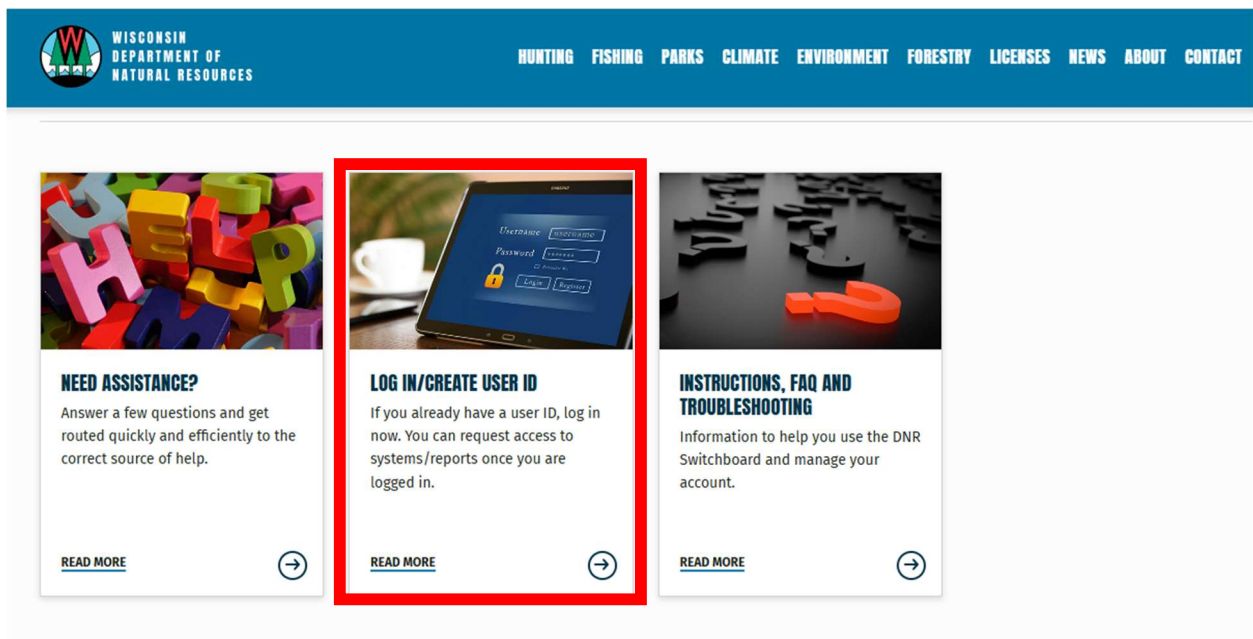 WISCONSIN
DEPARTMENT OF
NATURAL RESOURCES
HUNTING FISHING PARKS CLIMATE ENVIRONMENT FORESTRY LICENSES NEWS ABOUT CONTACT
HELP
Username username
Password
Login Register
NEED ASSISTANCE?
Answer a few questions and get
routed quickly and efficiently to the
correct source of help.
READ MORE
LOG IN/CREATE USER ID
If you already have a user ID, log in
now. You can request access to
systems/reports once you are
logged in.
READ MORE
INSTRUCTIONS, FAQ AND
TROUBLESHOOTING
Information to help you use the DNR
Switchboard and manage your
account.
READ MORE